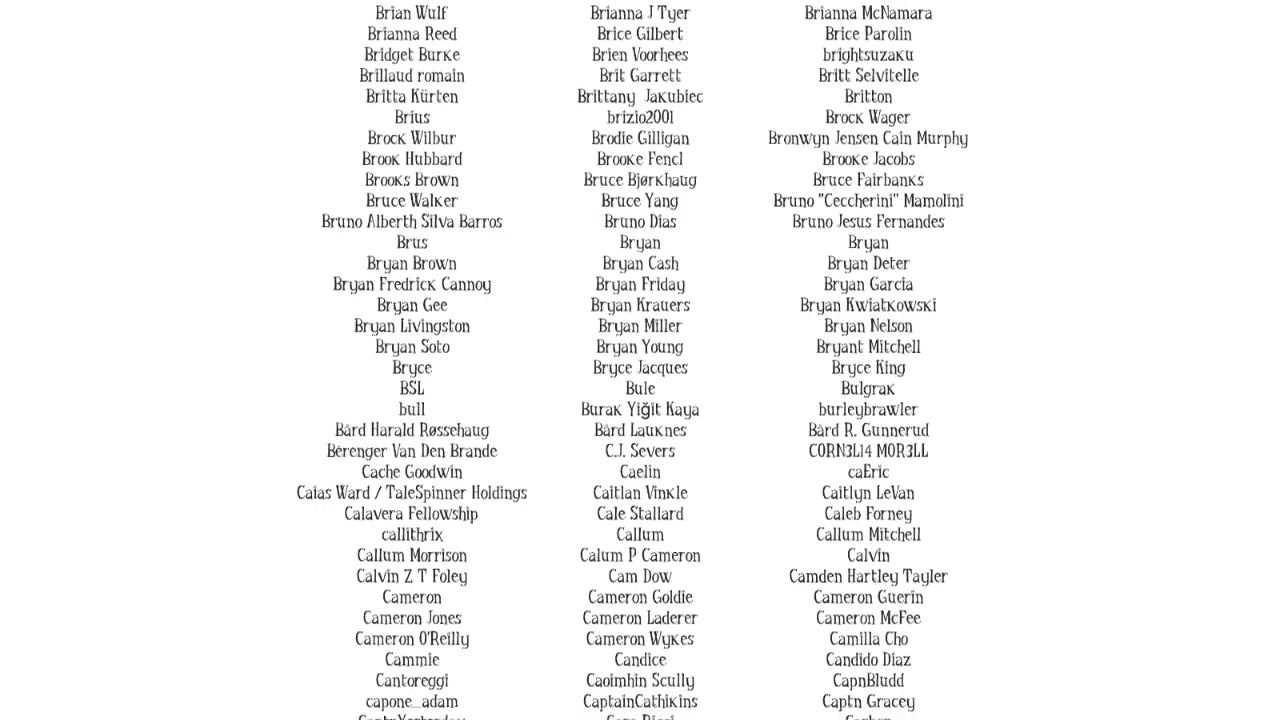 Brian Wulf Brianna J Tyer Brianna McNamara
Brianna Reed Brice Gilbert Brice Parolin
Bridget Burke Brien Voorhees brightsuzaku
Brillaud romain Brit Garrett Britt Selvitelle
Britta Kürten Brittany Jakubiec Britton
Brius brizio2001 Brock Wager
Brock Wilbur Brodie Gilligan Bronwyn Jensen Cain Murphy
Brook Hubbard Brooke Fencl Brooke Jacobs
Brooks Brown Bruce Bjørkhaug Bruce Fairbanks
Bruce Walker Bruce Yang Bruno "Ceccherini" Mamolini
Bruno Alberth Silva Barros Bruno Dias Bruno Jesus Fernandes
Brus Bryan Bryan
Bryan Brown Bryan Cash Bryan Deter
Bryan Fredrick Cannoy Bryan Friday Bryan Garcia
Bryan Gee Bryan Krauers Bryan Kwiatkowski
Bryan Livingston Bryan Miller Bryan Nelson
Bryan Soto Bryan Young Bryant Mitchell
Bryce Bryce Jacques Bryce King
BSL Bule Bulgrak
bull Burak Yiğit Kaya burleybrawler
Bård Harald Røssehaug Bård Lauknes Bård R. Gunnerud
Bérenger Van Den Brande C.J. Severs C0RN3L14 M0R3LL
Cache Goodwin Caelin caEric
Caias Ward / TaleSpinner Holdings Caitlan Vinkle Caitlyn LeVan
Calavera Fellowship Cale Stallard Caleb Forney
callithrix Callum Callum Mitchell
Callum Morrison Calum P Cameron Calvin
Calvin Z T Foley Cam Dow Camden Hartley Tayler
Cameron Cameron Goldie Cameron Guerin
Cameron Jones Cameron Laderer Cameron McFee
Cameron O'Reilly Cameron Wykes Camilla Cho
Cammie Candice Candido Diaz
Cantoreggi Caoimhin Scully CapnBludd
capone_adam CaptainCathikins Captn Gracey